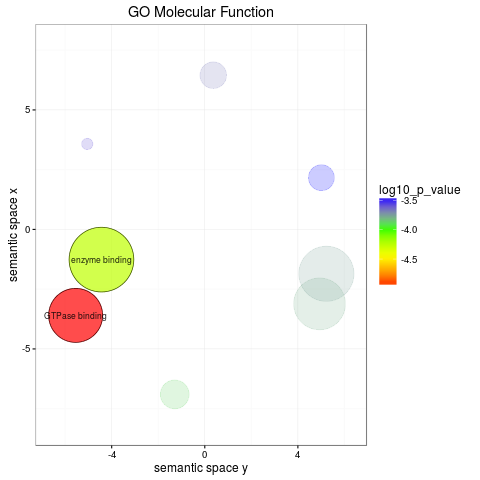 GO Molecular Function
semantic space x
5
0
-5
enzyme binding
GTPase binding
-4
0
4
semantic space y
log10_p_value
-3.5
-4.0
-4.5